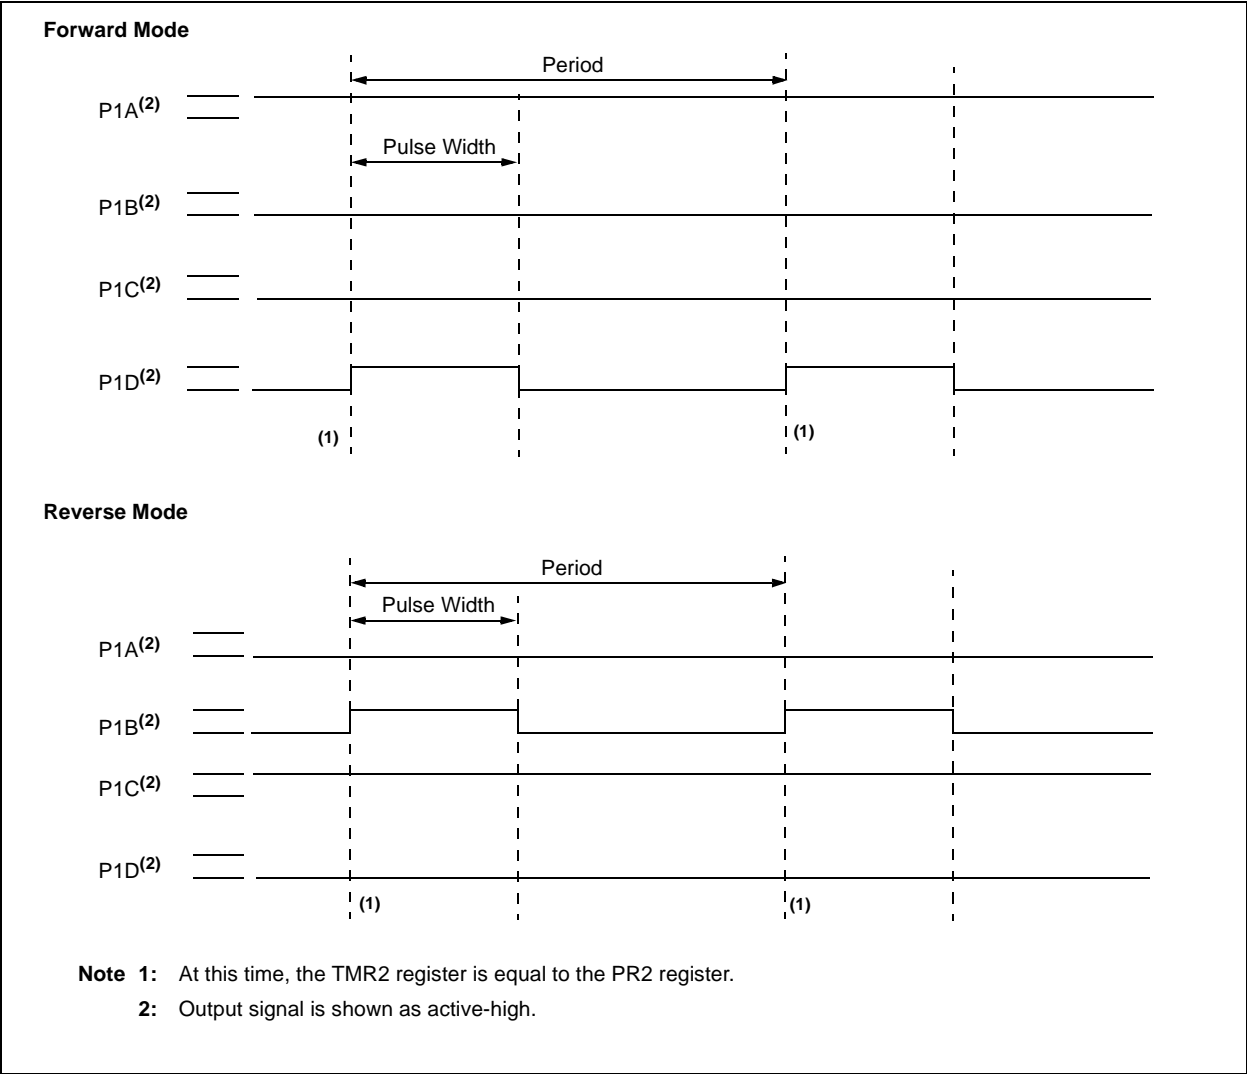 Forward Mode
Period
P1A(2)
Pulse Width
P1B(2)
P1C(2)
P1D(2)
(1) (1)
Reverse Mode
Period
Pulse Width
P1A(2)
P1B(2)
P1C(2)
P1D(2)
(1) (1)
Note 1: At this time, the TMR2 register is equal to the PR2 register.
2: Output signal is shown as active-high.